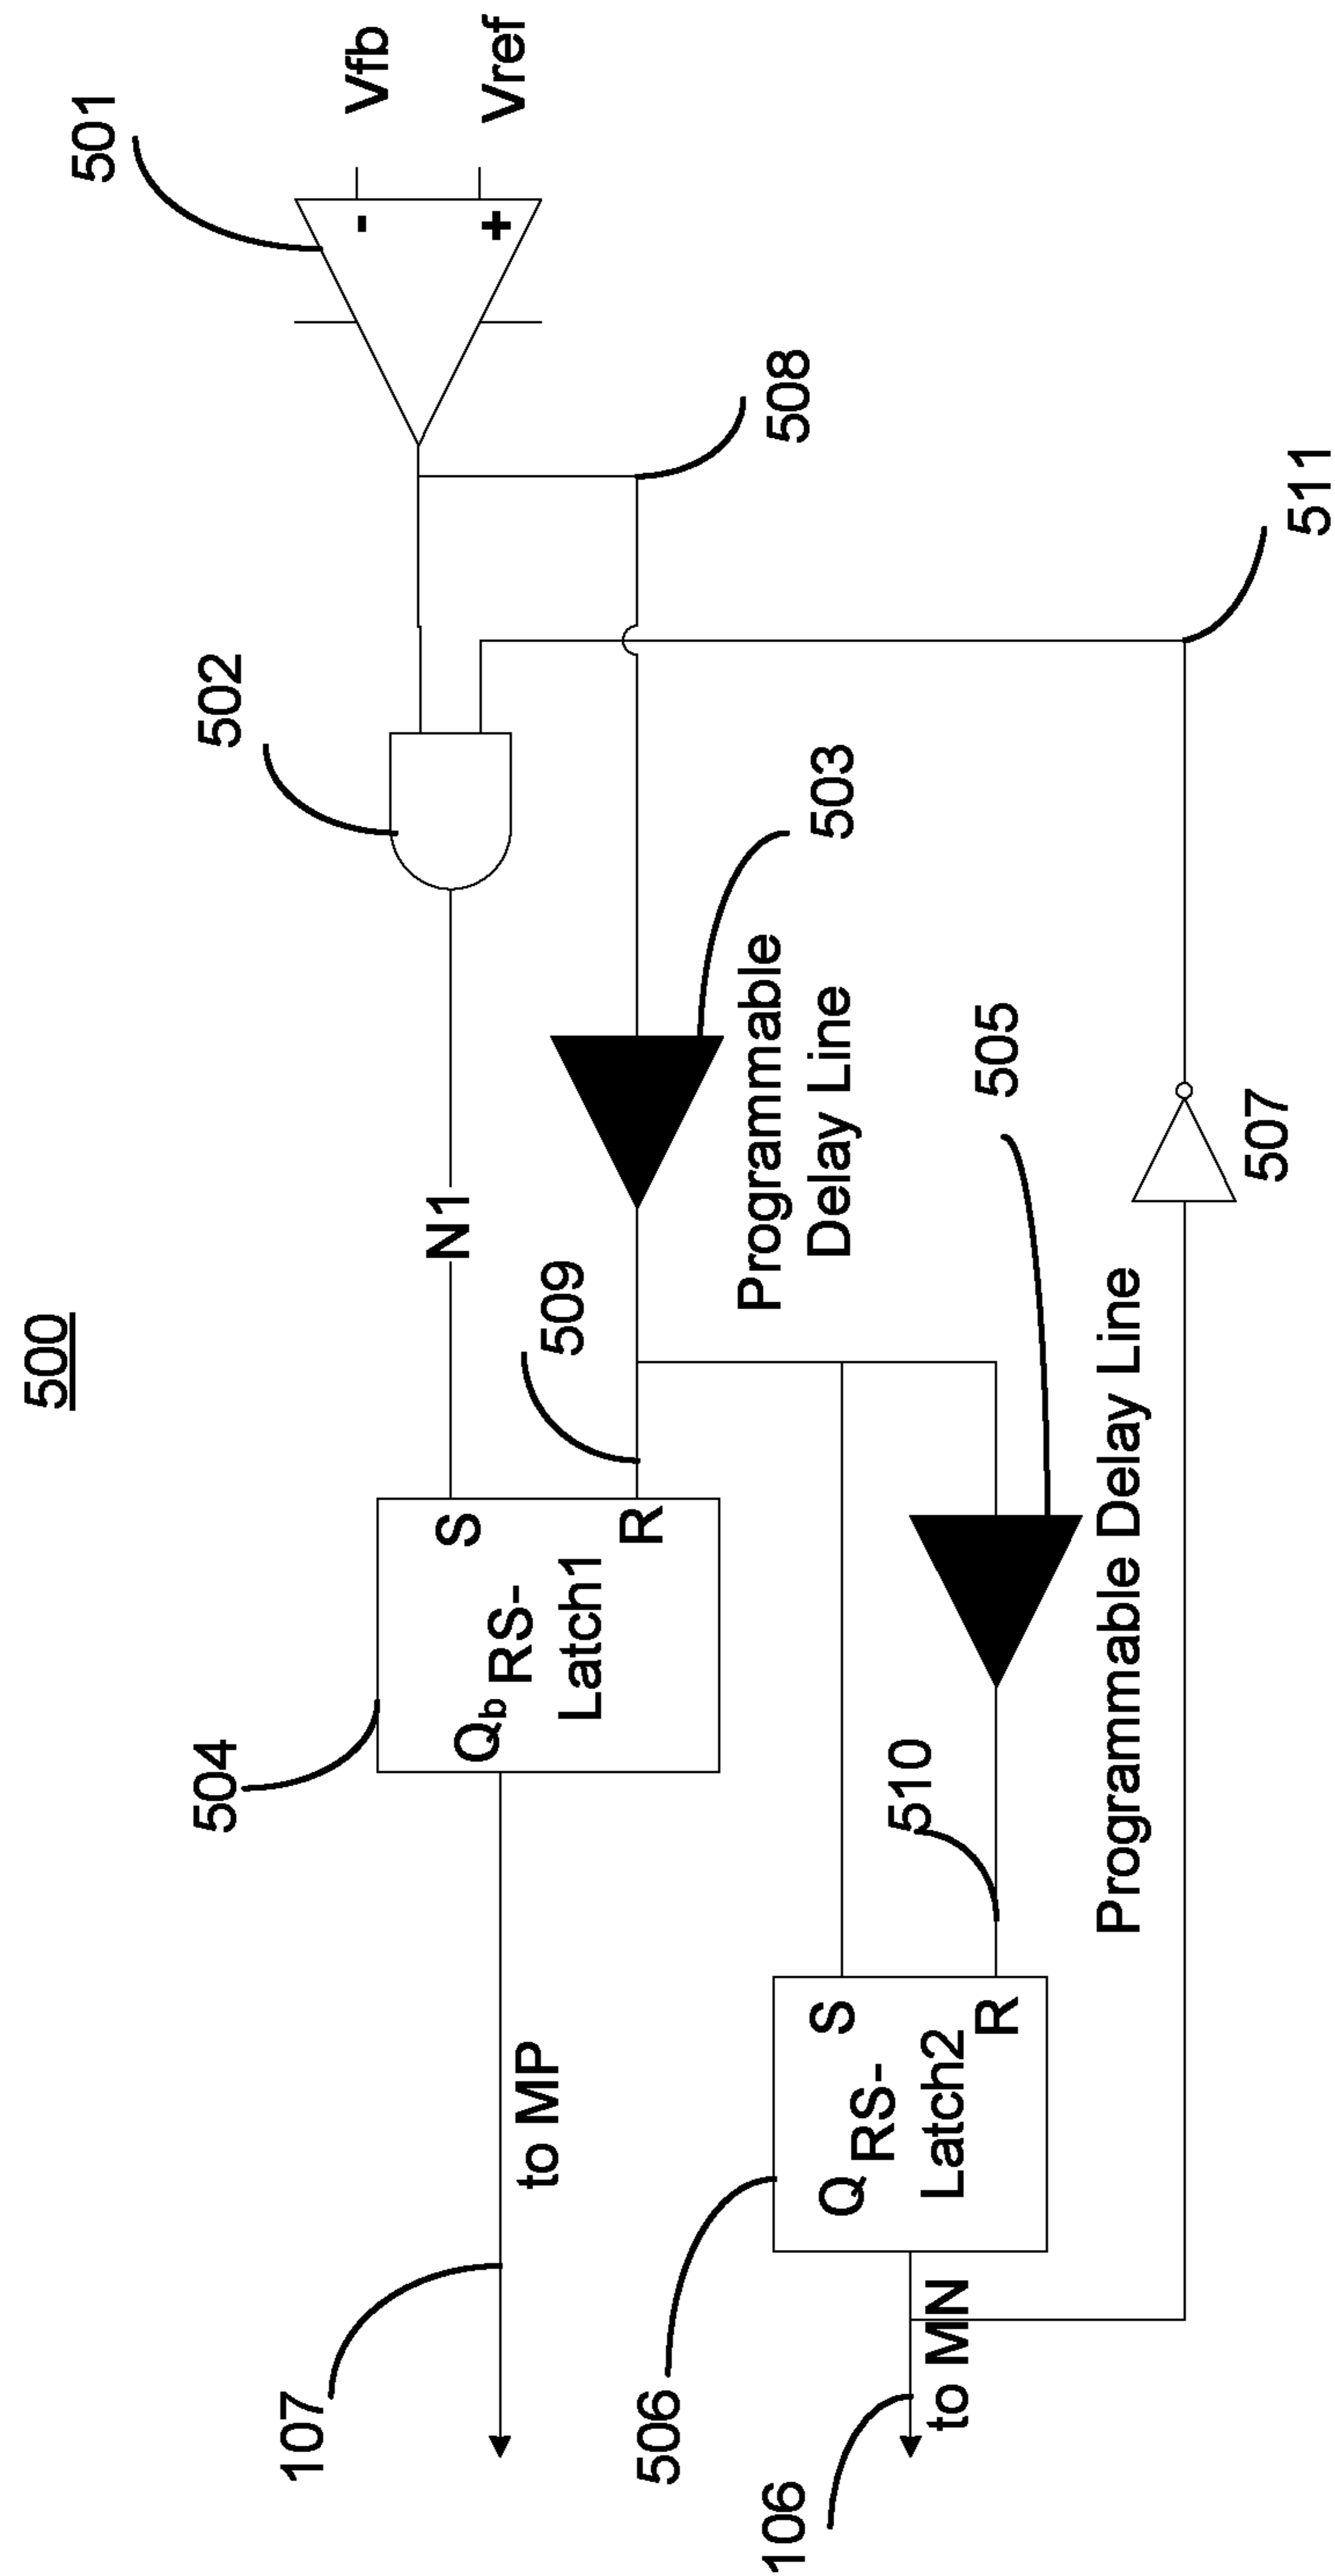 500
501
Vfb
-
+
Vref
502
508
N1
503
Programmable
Delay Line
511
504
509
S
R
Qb RS-
Latch1
505
507
107
to MP
510
Programmable Delay Line
506
S
R
Q RS-
Latch2
106
to MN